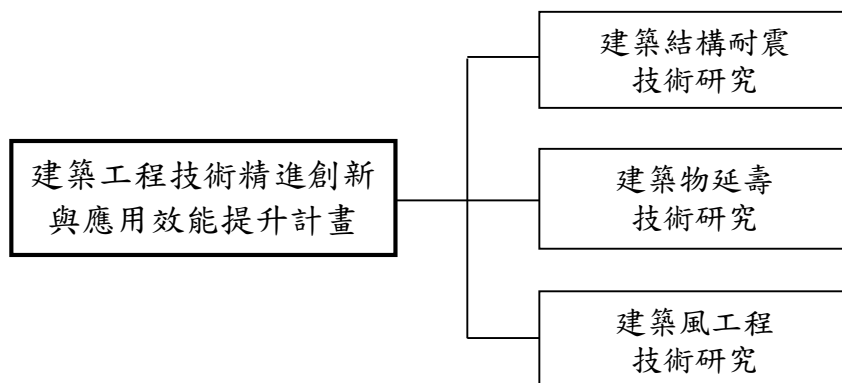 建築結構耐震
技術研究
建築工程技術精進創新
與應用效能提升計畫
建築物延壽
技術研究
建築風工程
技術研究